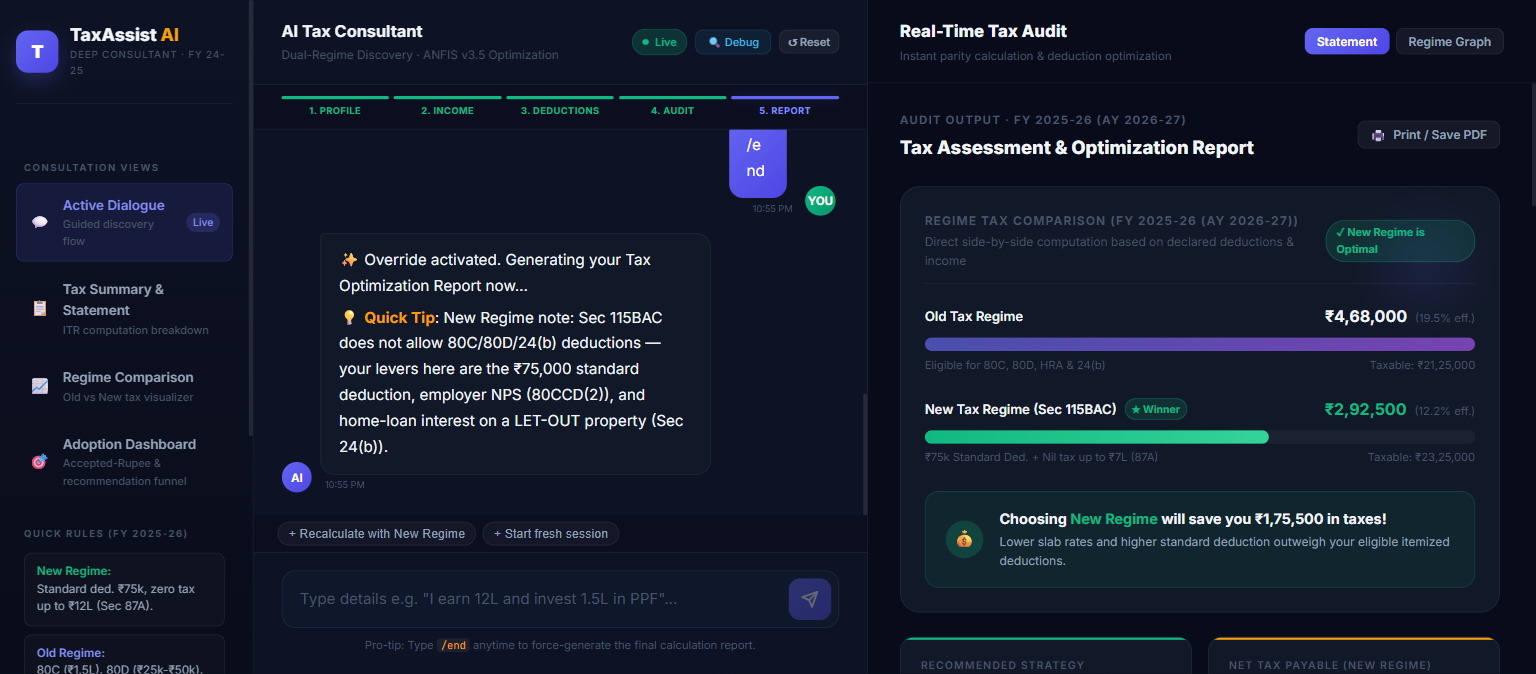 T
TaxAssist AI
DEEP CONSULTANT · FY 24-
25
CONSULTATION VIEWS
Active Dialogue
Guided discovery
flow
Live
Tax Summary &
Statement
ITR computation breakdown
Regime Comparison
Old vs New tax visualizer
Adoption Dashboard
Accepted-Rupee &
recommendation funnel
QUICK RULES (FY 2025-26)
New Regime:
Standard ded. ₹75k, zero tax
up to ₹12L (Sec 87A).
Old Regime:
80C (₹1.5L), 80D (₹25k-₹50k),
AI Tax Consultant
Dual-Regime Discovery · ANFIS v3.5 Optimization
Live
Debug
↺ Reset
1. PROFILE
2. INCOME
3. DEDUCTIONS
4. AUDIT
5. REPORT
/e
nd
10:55 PM
YOU
✨ Override activated. Generating your Tax
Optimization Report now...
💡 Quick Tip: New Regime note: Sec 115BAC
does not allow 80C/80D/24(b) deductions —
your levers here are the ₹75,000 standard
deduction, employer NPS (80CCD(2)), and
home-loan interest on a LET-OUT property (Sec
24(b)).
AI
10:55 PM
+ Recalculate with New Regime
+ Start fresh session
Type details e.g. "I earn 12L and invest 1.5L in PPF"...
Pro-tip: Type /end anytime to force-generate the final calculation report.
Real-Time Tax Audit
Instant parity calculation & deduction optimization
Statement
Regime Graph
AUDIT OUTPUT · FY 2025-26 (AY 2026-27)
Tax Assessment & Optimization Report
Print / Save PDF
REGIME TAX COMPARISON (FY 2025-26 (AY 2026-27))
Direct side-by-side computation based on declared deductions &
income
✓ New Regime is
Optimal
Old Tax Regime
₹4,68,000 (19.5% eff.)
Eligible for 80C, 80D, HRA & 24(b)
Taxable: ₹21,25,000
New Tax Regime (Sec 115BAC)
★ Winner
₹2,92,500 (12.2% eff.)
₹75k Standard Ded. + Nil tax up to ₹7L (87A)
Taxable: ₹23,25,000
Choosing New Regime will save you ₹1,75,500 in taxes!
Lower slab rates and higher standard deduction outweigh your eligible itemized
deductions.
RECOMMENDED STRATEGY
NET TAX PAYABLE (NEW REGIME)